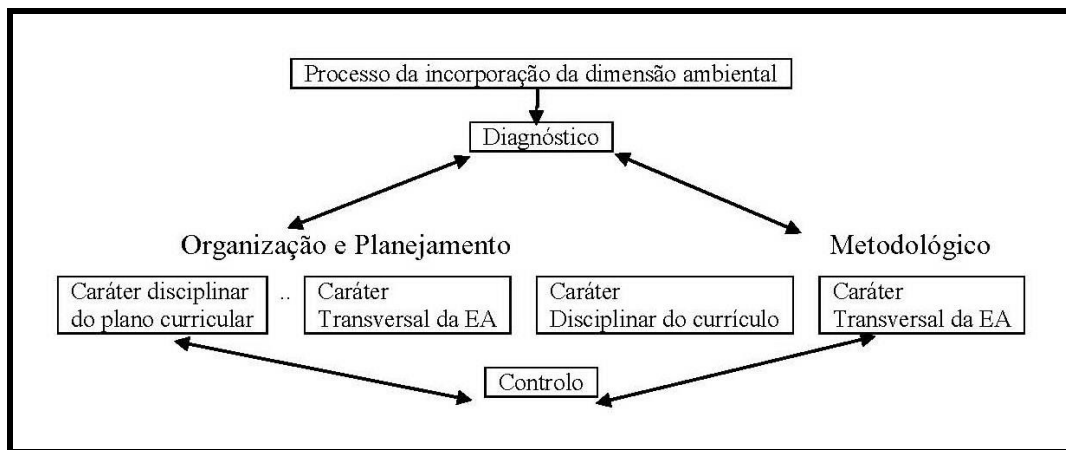 Processo da incorporação da dimensão ambiental
Diagnóstico
Organização e Planejamento
Metodológico
Caráter disciplinar
do plano curricular
..
Caráter
Transversal da EA
Caráter
Disciplinar do currículo
Caráter
Transversal da EA
Controlo